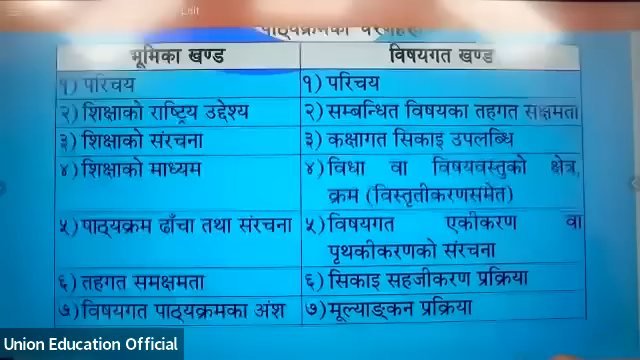 पाठ्यक्रमका
भूमिका खण्ड विषयगत खण्ड
१) परिचय १) परिचय
२) शिक्षाको राष्ट्रिय उद्देश्य २) सम्बन्धित विषयका तहगत सक्षमता
३) शिक्षाको संरचना ३) कक्षागत सिकाइ उपलब्धि
४) शिक्षाको माध्यम ४) विधा वा विषयवस्तुको क्षेत्र,
क्रम (विस्तृतीकरणसमेत)
५) पाठ्यक्रम ढाँचा तथा संरचना ५) विषयगत एकीकरण वा
पृथकीकरणको संरचना
६) तहगत समक्षमता ६) सिकाइ सहजीकरण प्रक्रिया
७) विषयगत पाठ्यक्रमका अंश ७) मूल्याङ्कन प्रक्रिया
Union Education Official